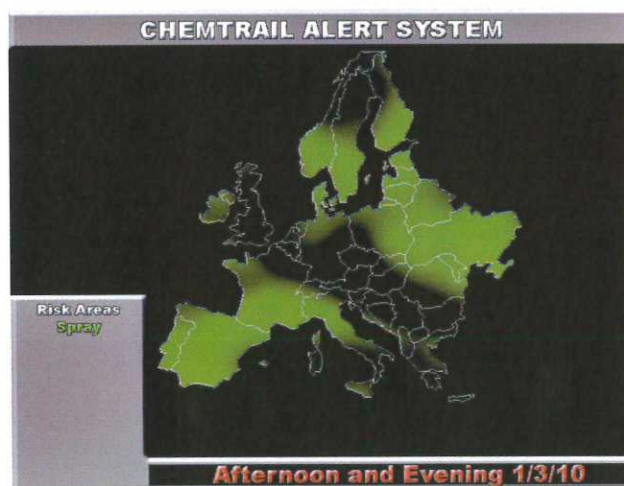 CHEMTRAIL ALERT SYSTEM
Risk Areas
Spray
Afternoon and Evening 1/3/10